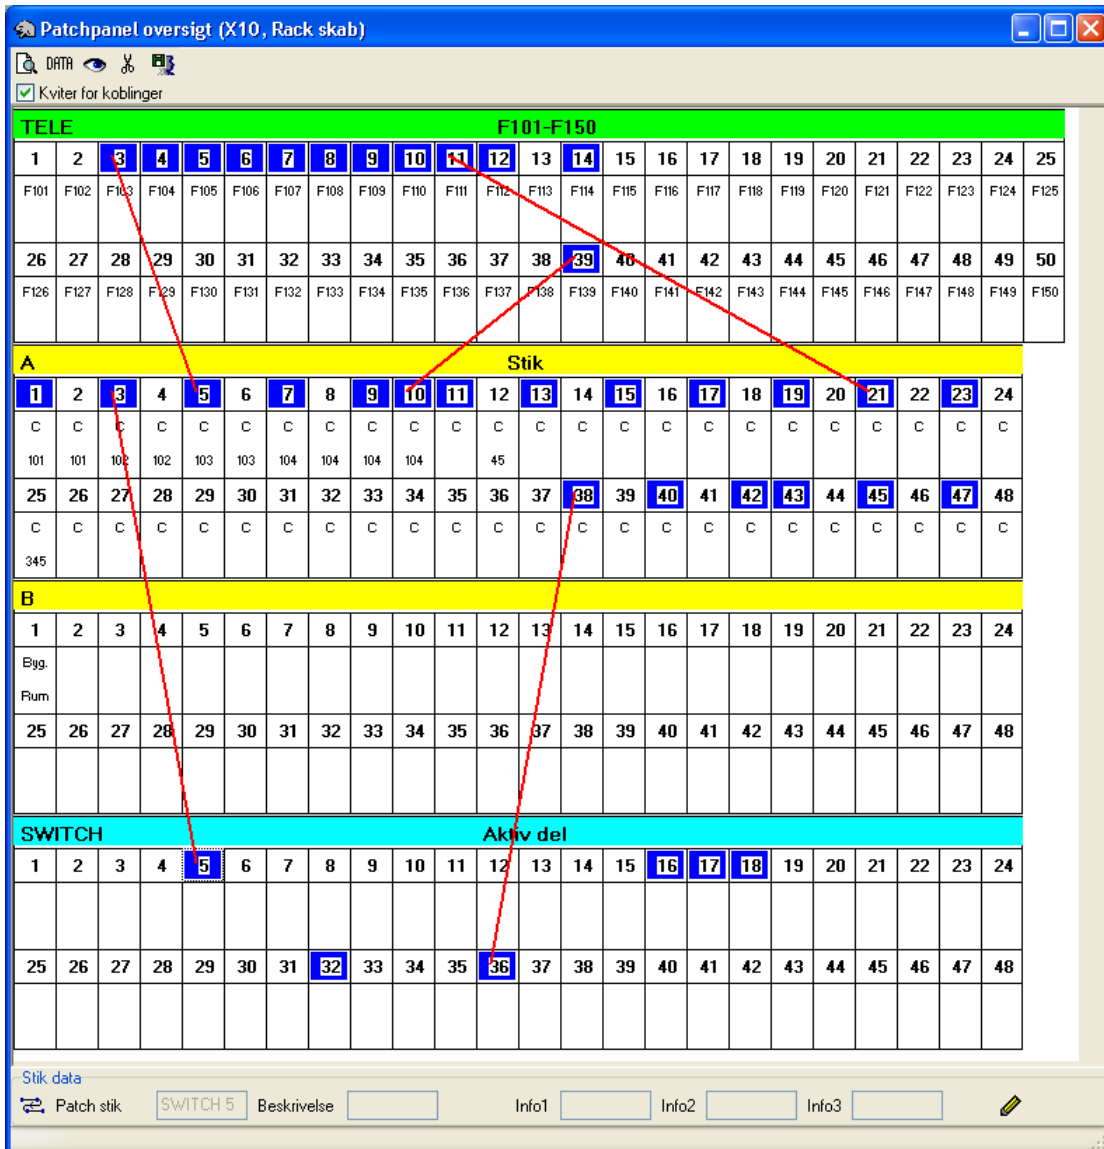 Patchpanel oversigt (X10, Rack skab)
DATA
Kviter for koblinger
TELE F101-F150
1 2 3 4 5 6 7 8 9 10 11 12 13 14 15 16 17 18 19 20 21 22 23 24 25
F101 F102 F103 F104 F105 F106 F107 F108 F109 F110 F111 F112 F113 F114 F115 F116 F117 F118 F119 F120 F121 F122 F123 F124 F125
26 27 28 29 30 31 32 33 34 35 36 37 38 39 40 41 42 43 44 45 46 47 48 49 50
F126 F127 F128 F129 F130 F131 F132 F133 F134 F135 F136 F137 F138 F139 F140 F141 F142 F143 F144 F145 F146 F147 F148 F149 F150
A Stik
1 2 3 4 5 6 7 8 9 10 11 12 13 14 15 16 17 18 19 20 21 22 23 24
C C C C C C C C C C C C C C C C C C C C C C C C
101 101 102 102 103 103 104 104 104 104 45
25 26 27 28 29 30 31 32 33 34 35 36 37 38 39 40 41 42 43 44 45 46 47 48
C C C C C C C C C C C C C C C C C C C C C C C C
345
B
1 2 3 4 5 6 7 8 9 10 11 12 13 14 15 16 17 18 19 20 21 22 23 24
Byg.
Rum
25 26 27 28 29 30 31 32 33 34 35 36 37 38 39 40 41 42 43 44 45 46 47 48
SWITCH Aktiv del
1 2 3 4 5 6 7 8 9 10 11 12 13 14 15 16 17 18 19 20 21 22 23 24
25 26 27 28 29 30 31 32 33 34 35 36 37 38 39 40 41 42 43 44 45 46 47 48
Stik data
Patch stik SWITCH 5 Beskrivelse Info1 Info2 Info3